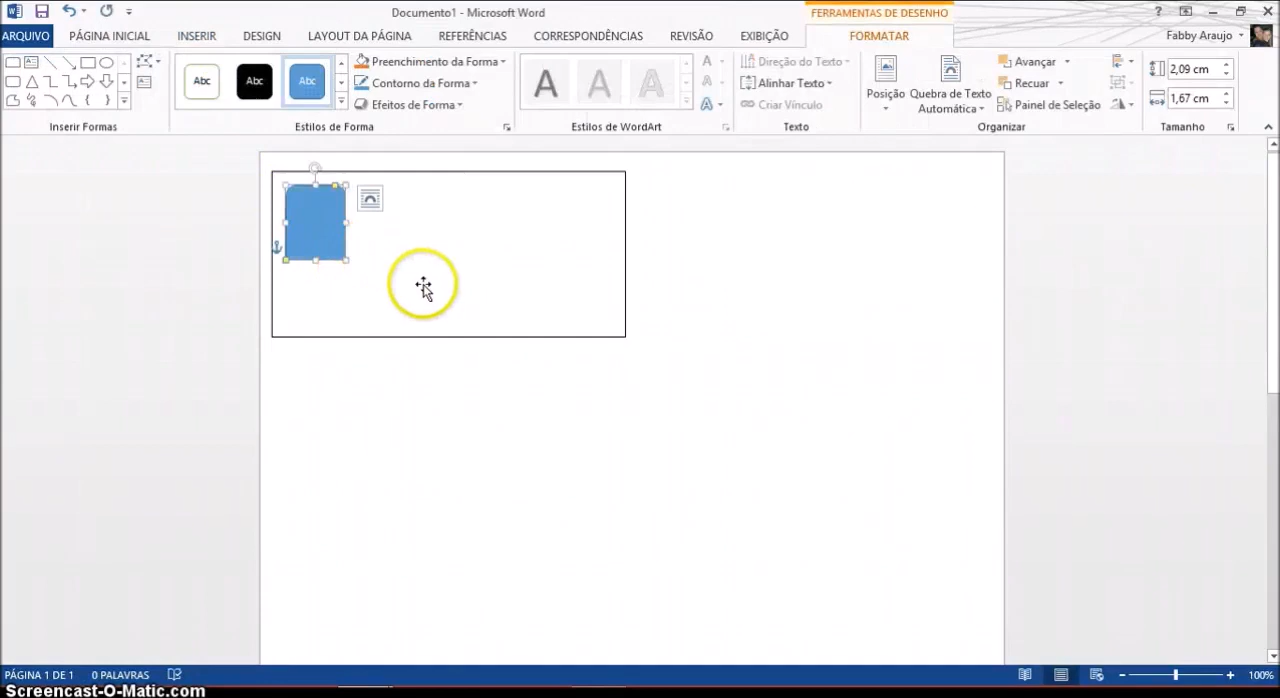 Documento1 - Microsoft Word
FERRAMENTAS DE DESENHO
ARQUIVO PÁGINA INICIAL INSERIR DESIGN LAYOUT DA PÁGINA REFERÊNCIAS CORRESPONDÊNCIAS REVISÃO EXIBIÇÃO FORMATAR Fabby Araujo
Abc Abc Abc
Preenchimento da Forma
Contorno da Forma
Efeitos de Forma
A A A
Direção do Texto
Alinhar Texto
Criar Vínculo
Posição
Quebra de Texto
Automática
Avançar
Recuar
Painel de Seleção
2,09 cm
1,67 cm
Inserir Formas Estilos de Forma Estilos de WordArt Texto Organizar Tamanho
PÁGINA 1 DE 1 0 PALAVRAS 100%
Screencast-O-Matic.com